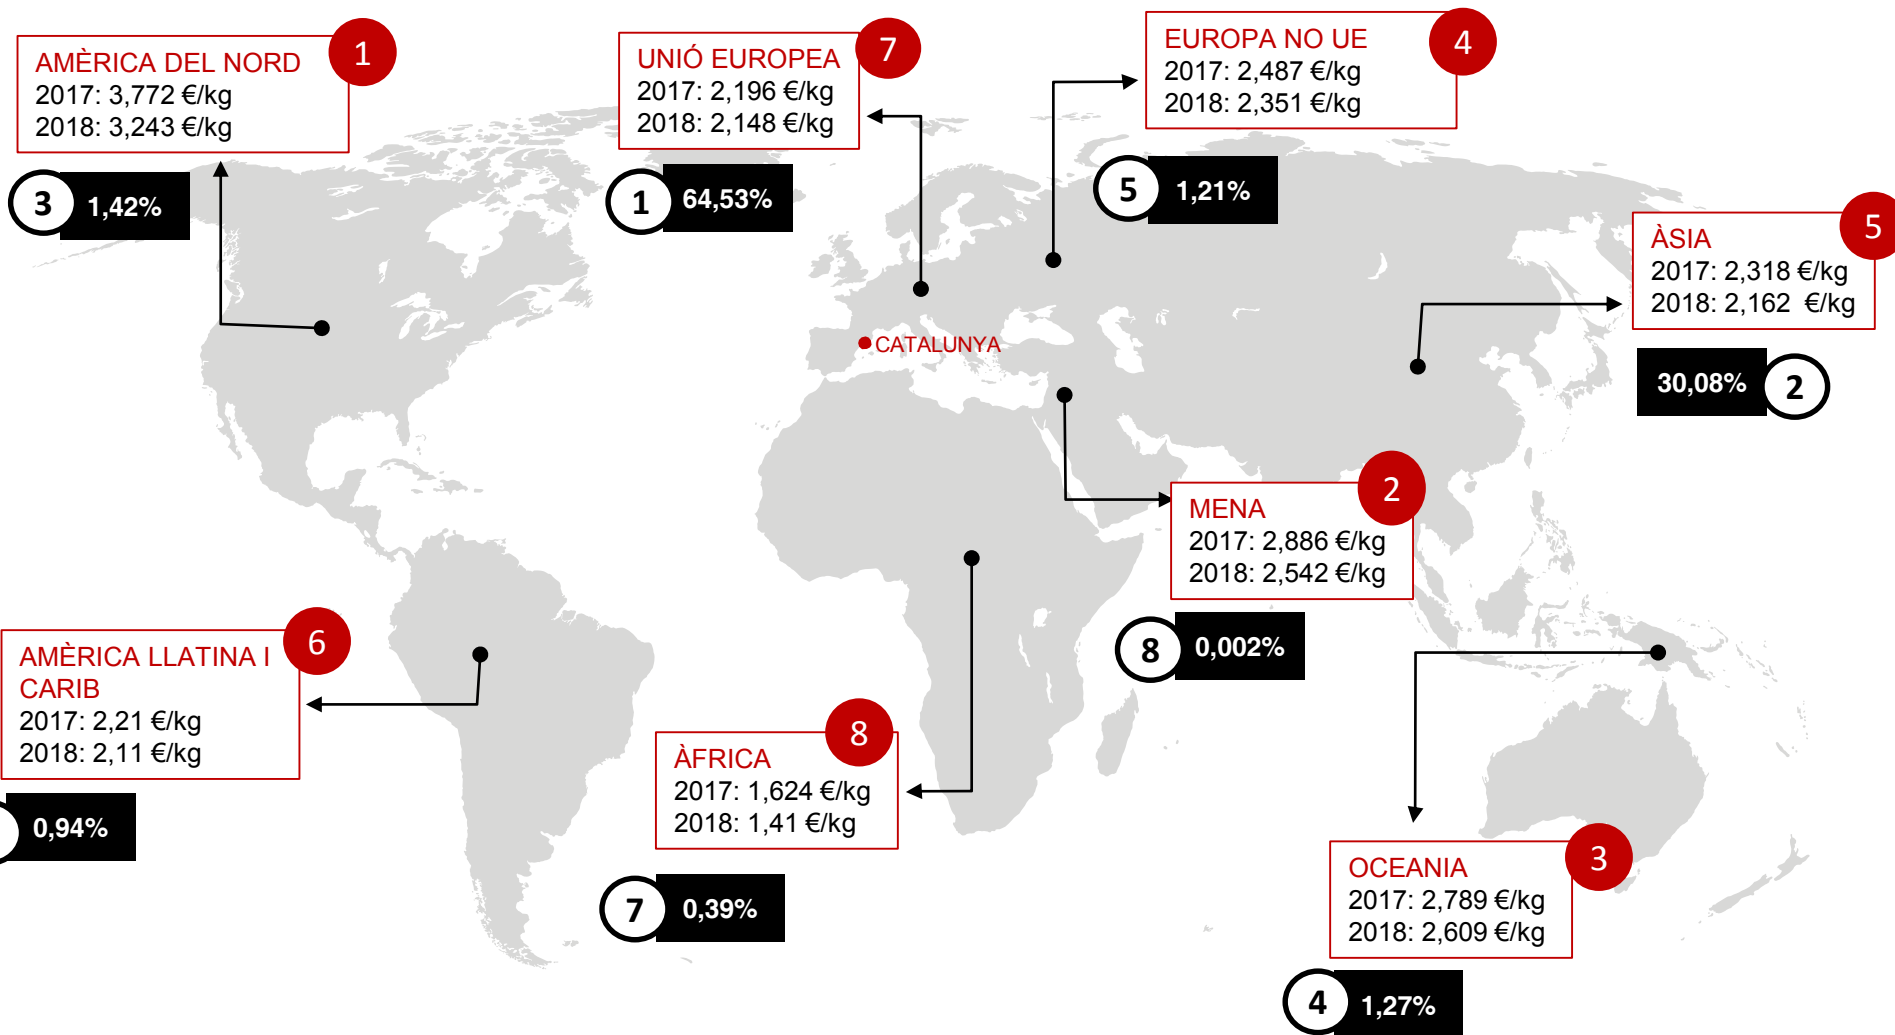 AMÈRICA DEL NORD
2017: 3,772 €/kg
2018: 3,243 €/kg
1
3
1,42%
UNIÓ EUROPEA
2017: 2,196 €/kg
2018: 2,148 €/kg
7
1
64,53%
EUROPA NO UE
2017: 2,487 €/kg
2018: 2,351 €/kg
4
5
1,21%
ÀSIA
2017: 2,318 €/kg
2018: 2,162 €/kg
5
30,08%
2
CATALUNYA
MENA
2017: 2,886 €/kg
2018: 2,542 €/kg
2
8
0,002%
AMÈRICA LLATINA I
CARIB
2017: 2,21 €/kg
2018: 2,11 €/kg
6
0,94%
ÀFRICA
2017: 1,624 €/kg
2018: 1,41 €/kg
8
7
0,39%
OCEANIA
2017: 2,789 €/kg
2018: 2,609 €/kg
3
4
1,27%